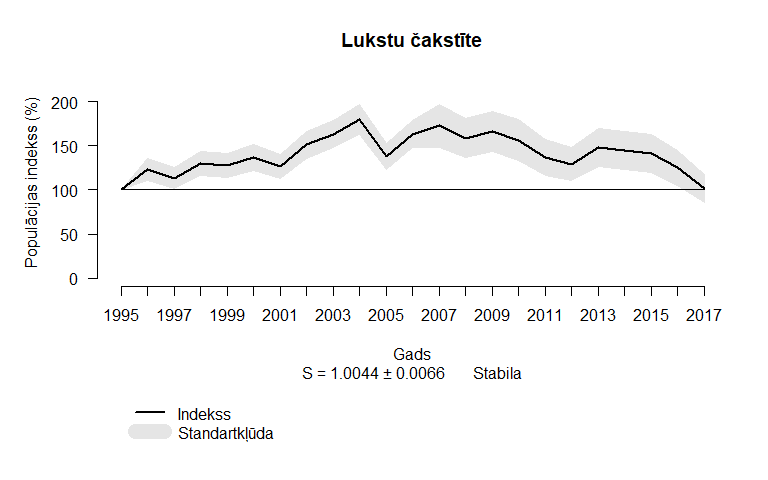 Lukstu čakstīte
Populācijas indekss (%)
200
150
100
50
0
1995 1997 1999 2001 2003 2005 2007 2009 2011 2013 2015 2017
Gads
S = 1.0044 ± 0.0066 Stabila
Indekss
Standartkļūda